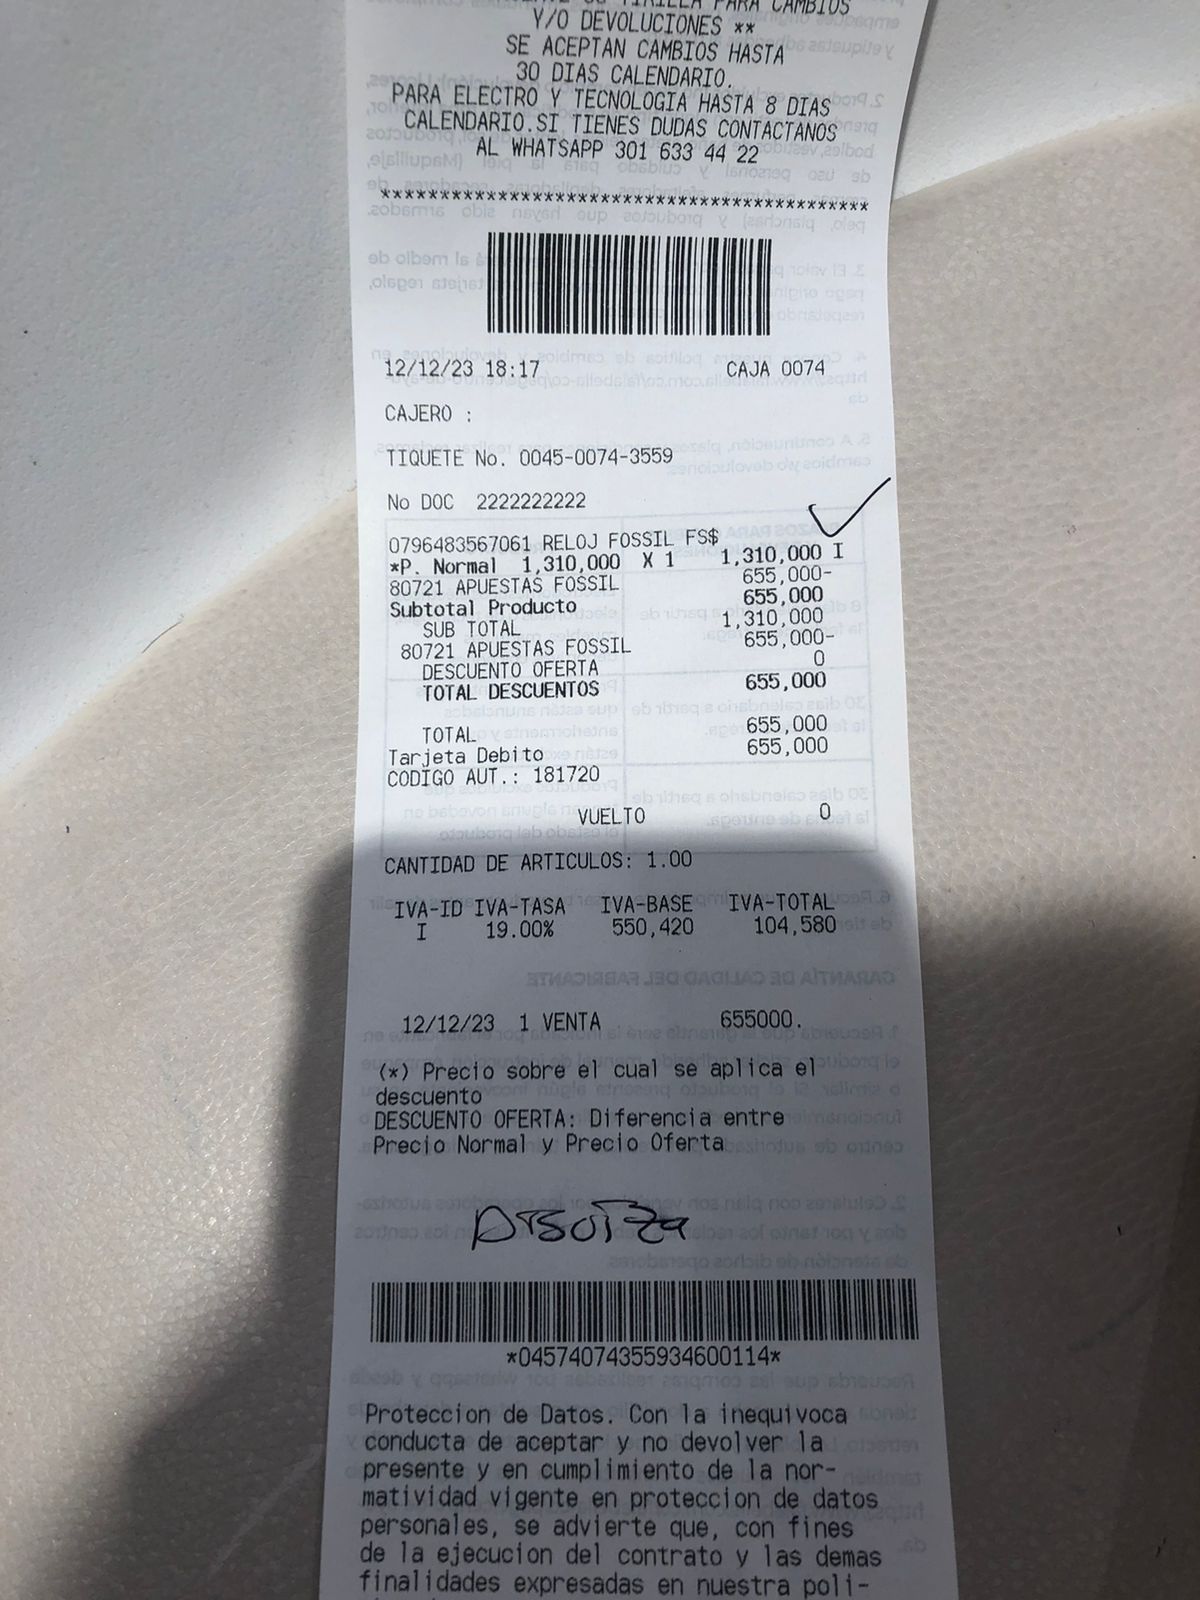 TIRILLA PARA CAMBIOS
Y/O DEVOLUCIONES **
SE ACEPTAN CAMBIOS HASTA
30 DIAS CALENDARIO.
PARA ELECTRO Y TECNOLOGIA HASTA 8 DIAS
CALENDARIO.SI TIENES DUDAS CONTACTANOS
AL WHATSAPP 301 633 44 22
******************************************
12/12/23 18:17 CAJA 0074
CAJERO :
TIQUETE No. 0045-0074-3559
No DOC 2222222222
0796483567061 RELOJ FOSSIL FS$
*P. Normal 1,310,000 X 1 1,310,000 I
80721 APUESTAS FOSSIL 655,000-
Subtotal Producto 655,000
SUB TOTAL 1,310,000
80721 APUESTAS FOSSIL 655,000-
DESCUENTO OFERTA 0
TOTAL DESCUENTOS 655,000
TOTAL 655,000
Tarjeta Debito 655,000
CODIGO AUT.: 181720
VUELTO 0
CANTIDAD DE ARTICULOS: 1.00
IVA-ID IVA-TASA IVA-BASE IVA-TOTAL
I 19.00% 550,420 104,580
12/12/23 1 VENTA 655000.
(*) Precio sobre el cual se aplica el
descuento
DESCUENTO OFERTA: Diferencia entre
Precio Normal y Precio Oferta
*04574074355934600114*
Proteccion de Datos. Con la inequivoca
conducta de aceptar y no devolver la
presente y en cumplimiento de la nor-
matividad vigente en proteccion de datos
personales, se advierte que, con fines
de la ejecucion del contrato y las demas
finalidades expresadas en nuestra poli-